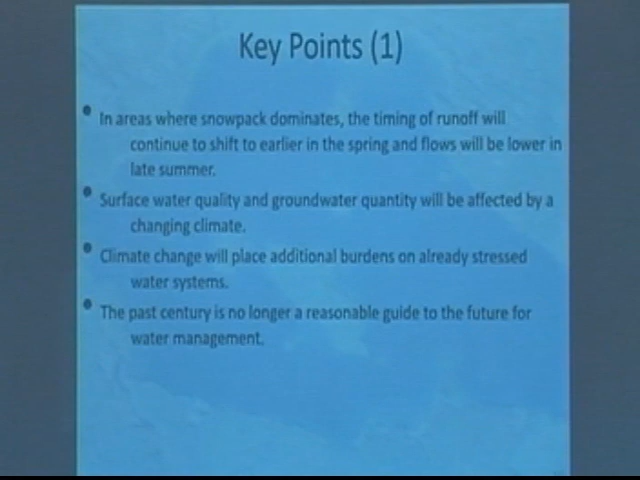 Key Points (1)
• In areas where snowpack dominates, the timing of runoff will
continue to shift to earlier in the spring and flows will be lower in
late summer.
• Surface water quality and groundwater quantity will be affected by a
changing climate.
• Climate change will place additional burdens on already stressed
water systems.
• The past century is no longer a reasonable guide to the future for
water management.